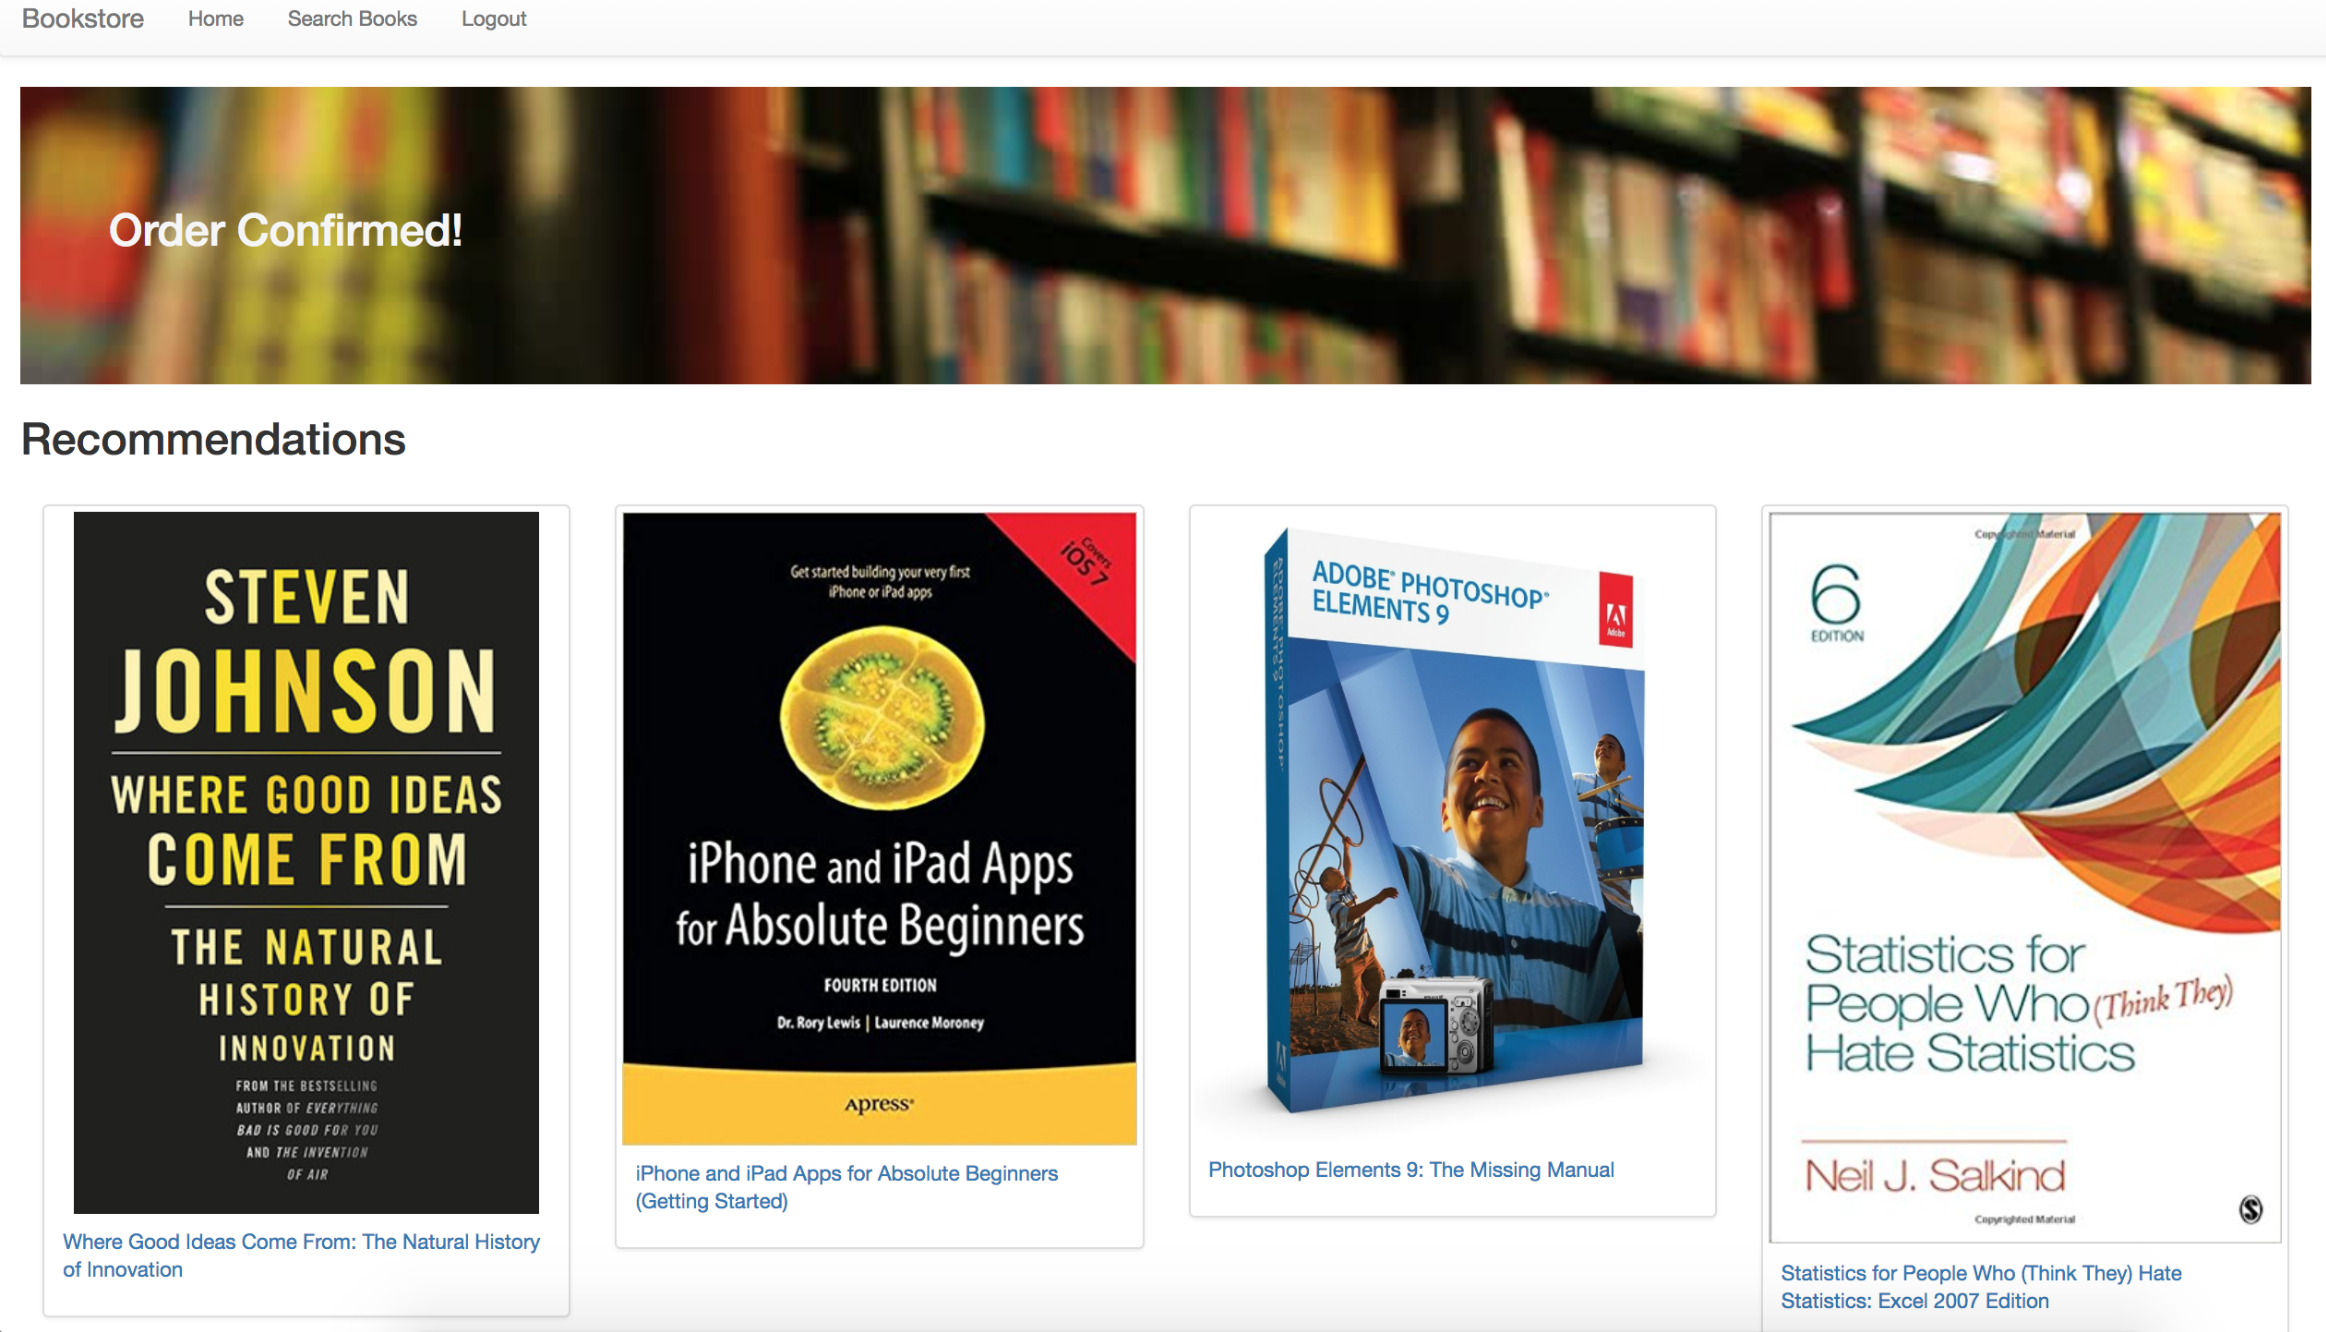 Bookstore Home Search Books Logout
Order Confirmed!
Recommendations
STEVEN
JOHNSON
WHERE GOOD IDEAS
COME FROM
THE NATURAL
HISTORY OF
INNOVATION
FROM THE BESTSELLING
AUTHOR OF EVERYTHING
BAD IS GOOD FOR YOU
AND THE INVENTION
OF AIR
Where Good Ideas Come From: The Natural History
of Innovation
Covers
iOS 7
Get started building your very first
iPhone or iPad apps
iPhone and iPad Apps
for Absolute Beginners
FOURTH EDITION
Dr. Rory Lewis | Laurence Moroney
Apress®
iPhone and iPad Apps for Absolute Beginners
(Getting Started)
ADOBE® PHOTOSHOP®
ELEMENTS 9
Adobe
ADOBE PHOTOSHOP
ELEMENTS 9
Photoshop Elements 9: The Missing Manual
Copyrighted Material
6
EDITION
Statistics for
People Who (Think They)
Hate Statistics
Neil J. Salkind
Copyrighted Material
Statistics for People Who (Think They) Hate
Statistics: Excel 2007 Edition